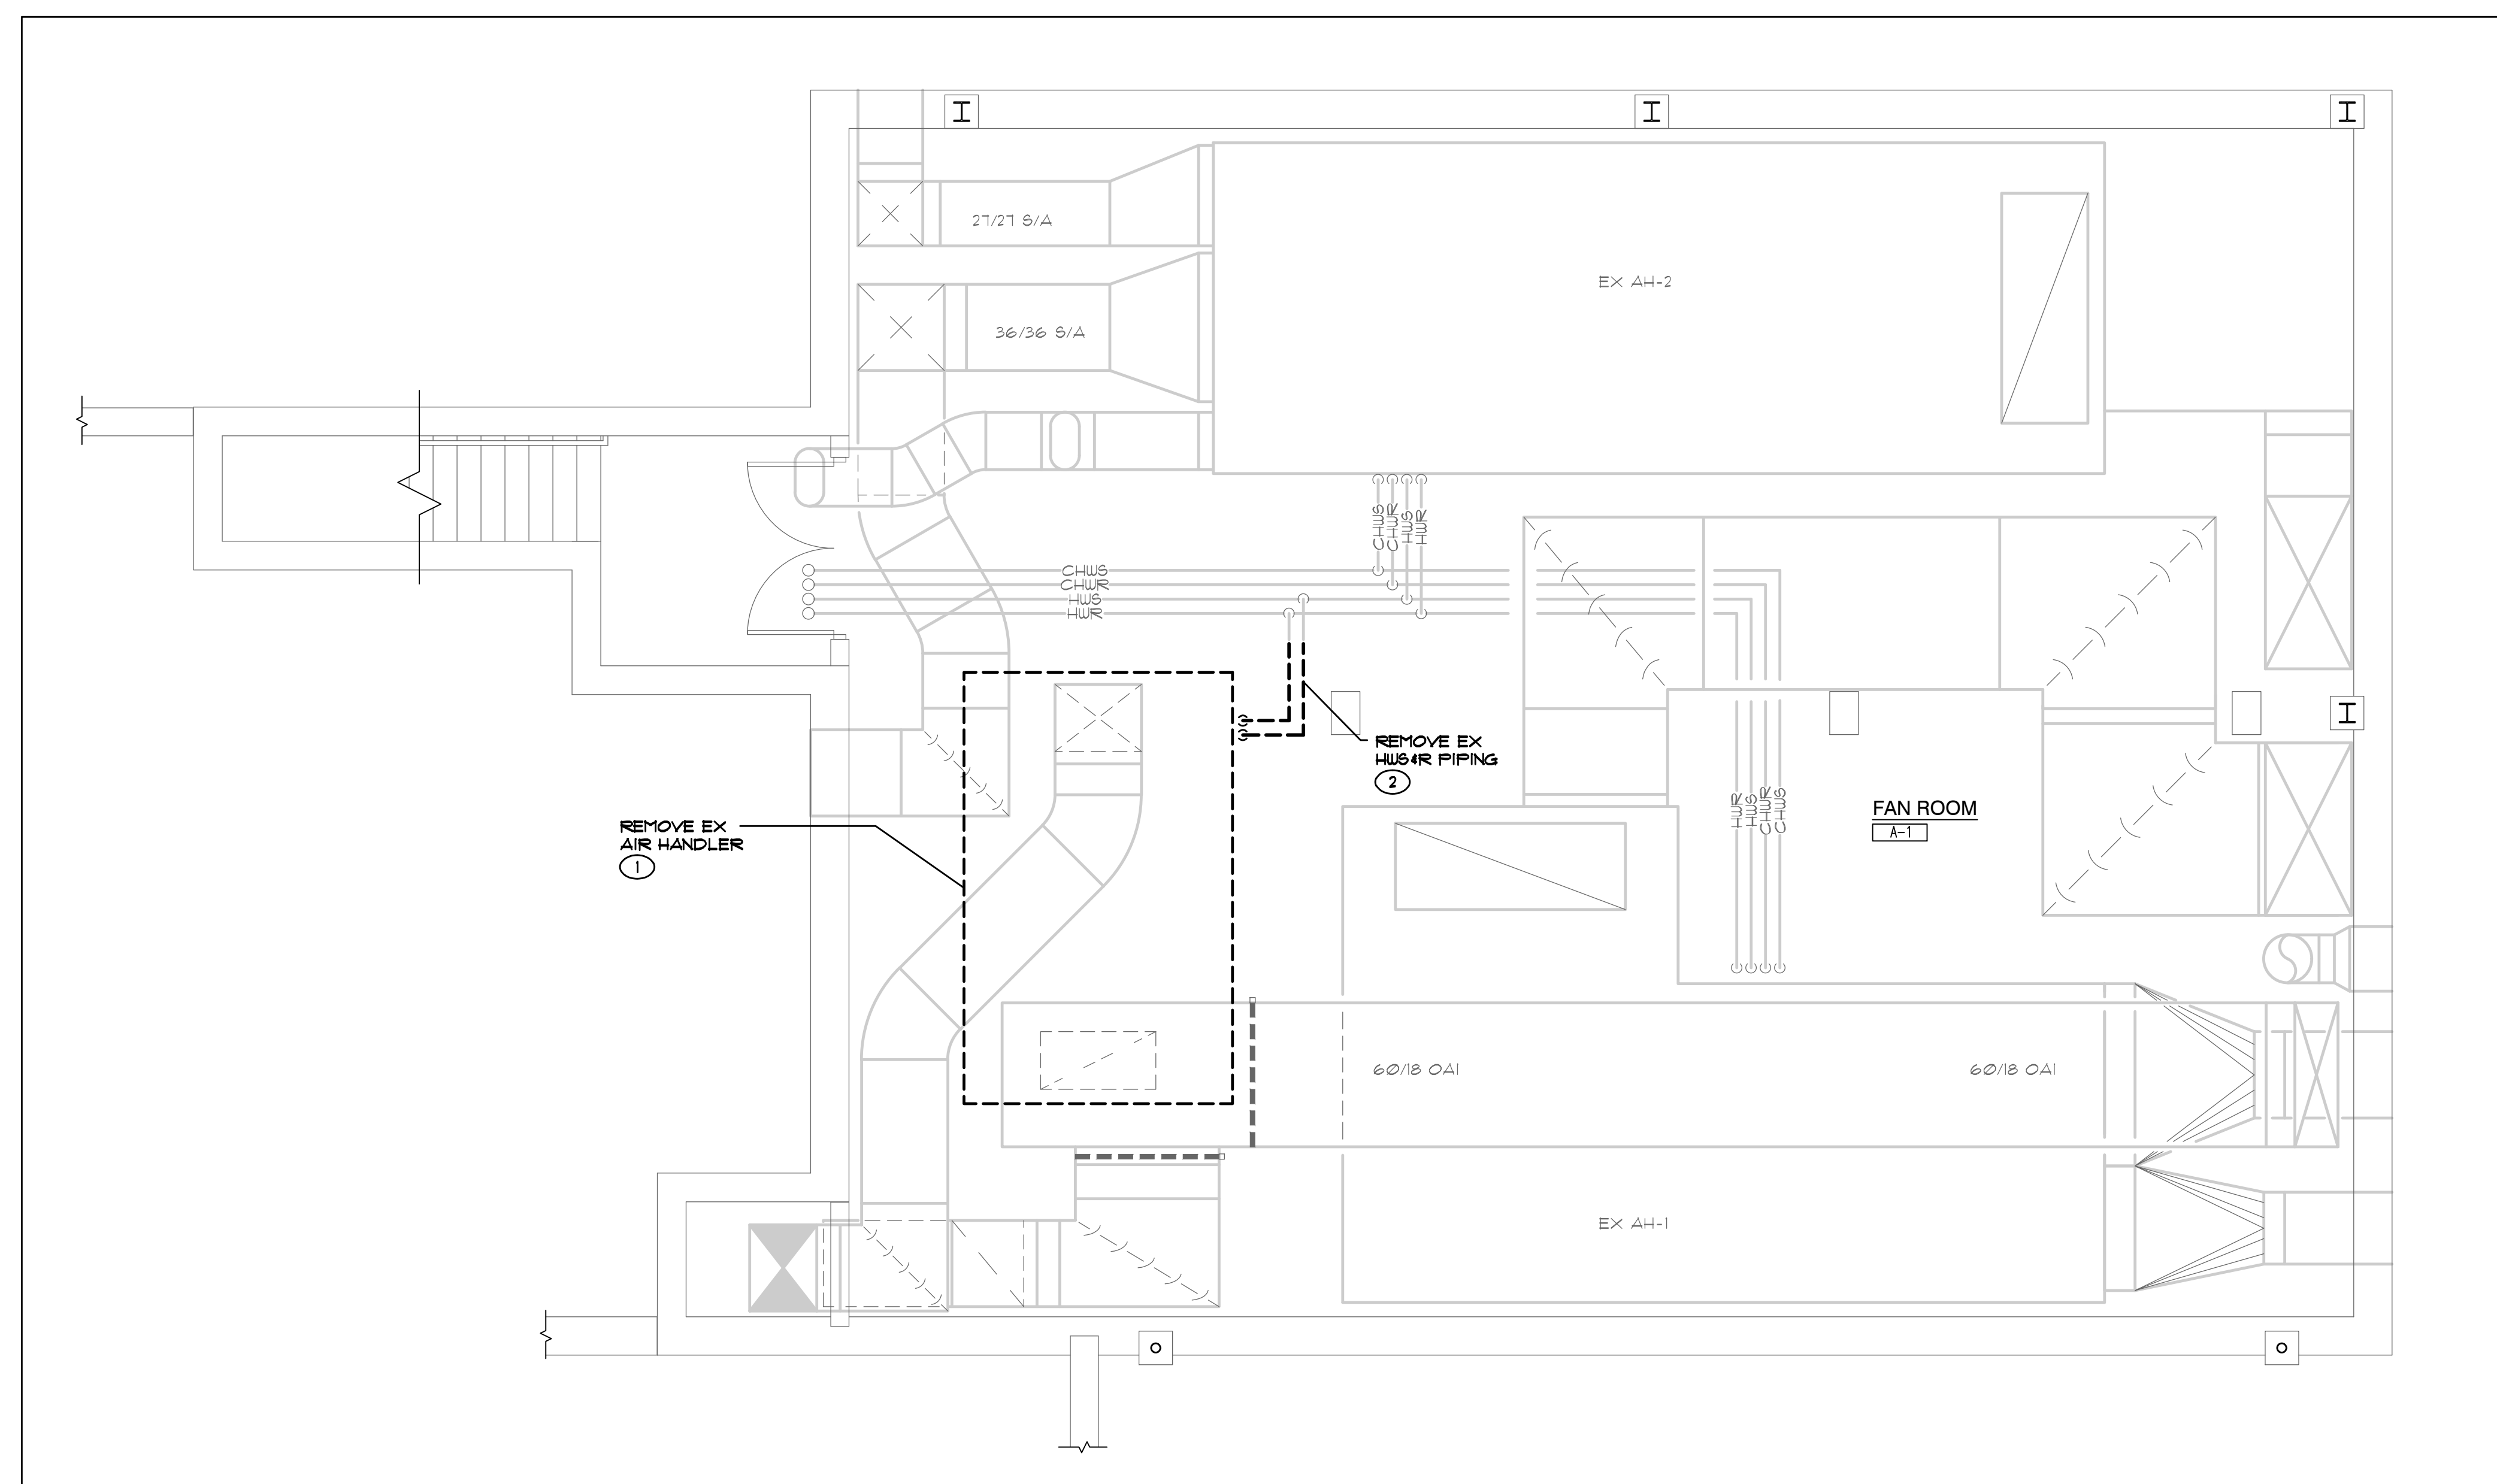 27/27 S/A
EX AH-2
36/36 S/A
CHWS
CHWR
HWS
HWR
CHWS
CHWR
HWS
HWR
REMOVE EX
HWS&R PIPING
2
REMOVE EX
AIR HANDLER
1
HWR
HWS
CHWR
CHWS
FAN ROOM
A-1
60/18 OAI
60/18 OAI
EX AH-1